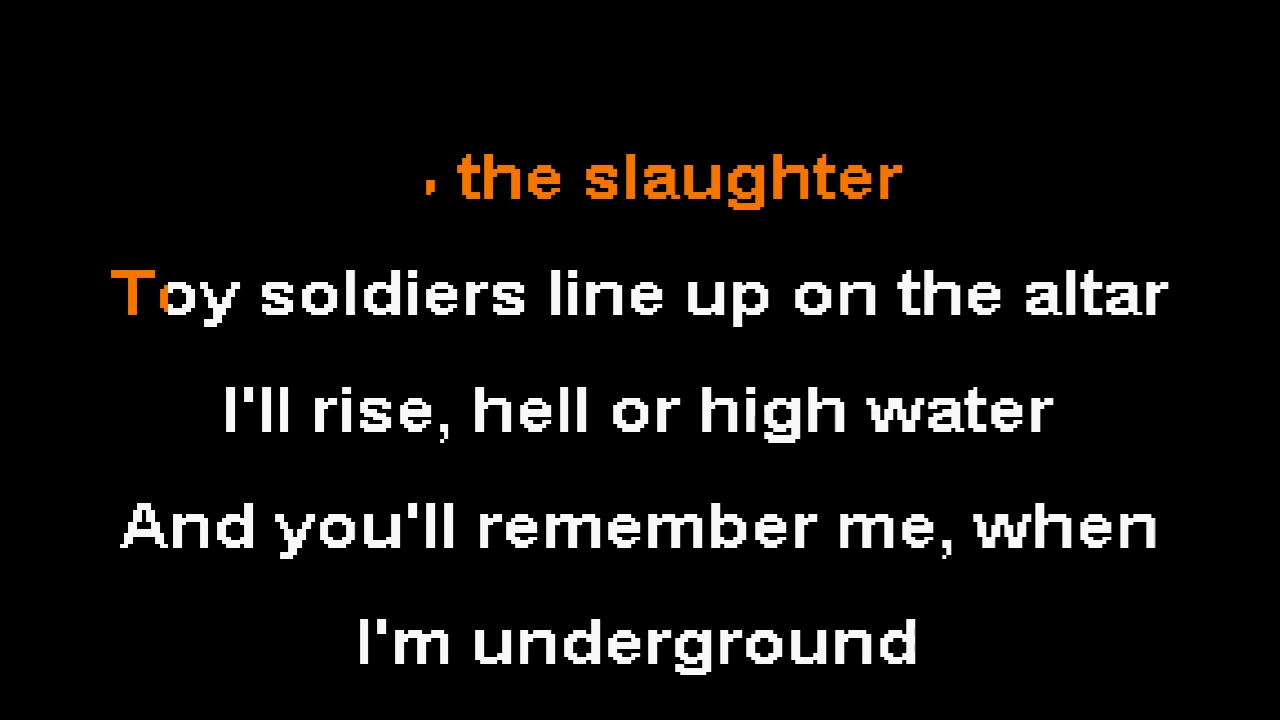 the slaughter
Toy soldiers line up on the altar
I'll rise, hell or high water
And you'll remember me, when
I'm underground